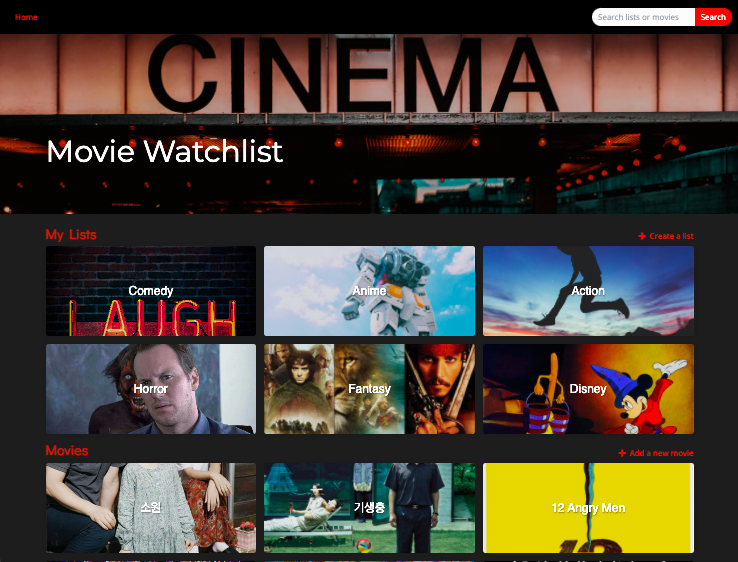 Home
Search lists or movies
Search
CINEMA
Movie Watchlist
My Lists
+ Create a list
Comedy
LAUGH
Anime
Action
Horror
Fantasy
Disney
Movies
+ Add a new movie
소원
기생충
12 Angry Men
12